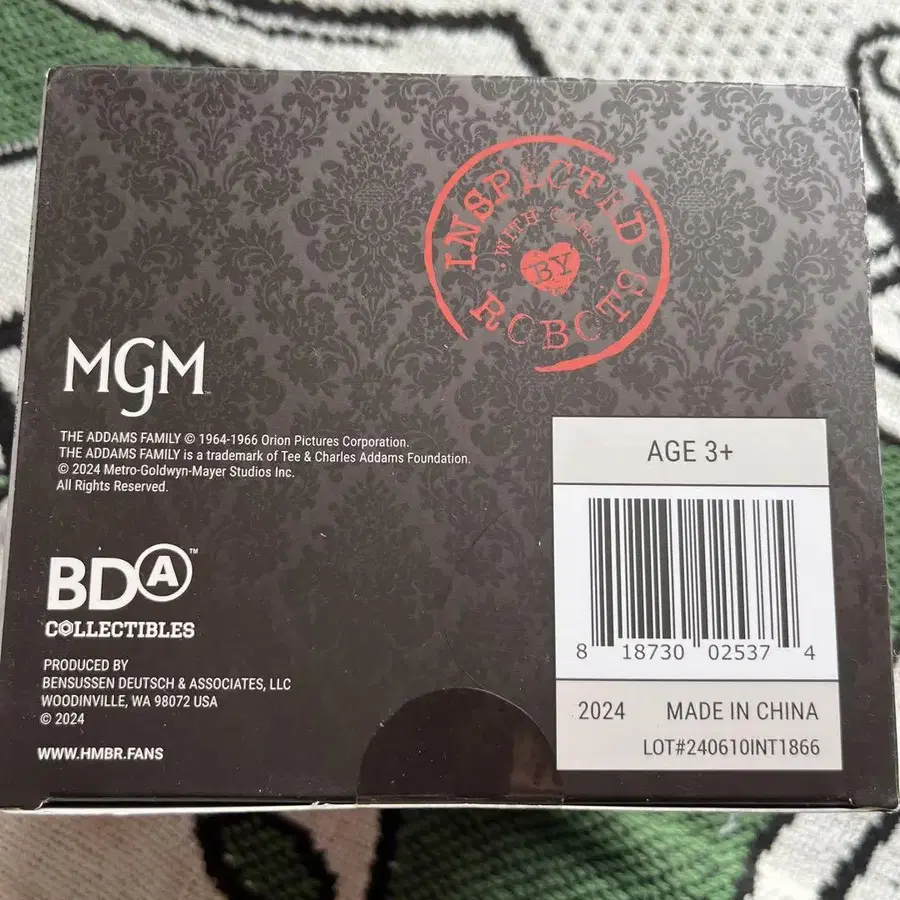 INSPECTED
WITH CARE
BY
ROBOTS
MGM
THE ADDAMS FAMILY © 1964-1966 Orion Pictures Corporation.
THE ADDAMS FAMILY is a trademark of Tee & Charles Addams Foundation.
© 2024 Metro-Goldwyn-Mayer Studios Inc.
All Rights Reserved.
BDA™
COLLECTIBLES
PRODUCED BY
BENSUSSEN DEUTSCH & ASSOCIATES, LLC
WOODINVILLE, WA 98072 USA
© 2024
WWW.HMBR.FANS
AGE 3+
8 18730 02537 4
2024 MADE IN CHINA
LOT#240610INT1866